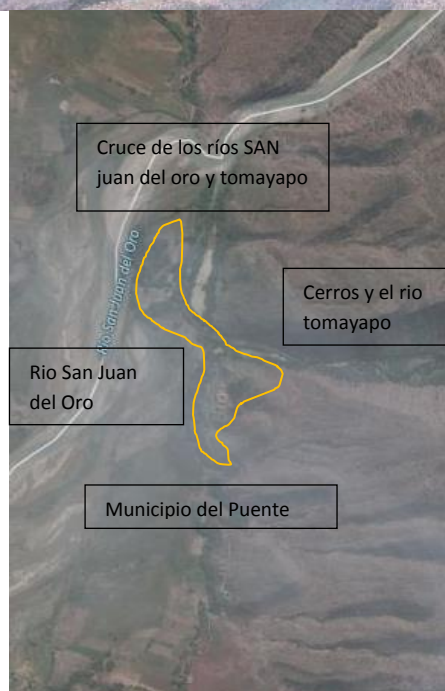 Cruce de los ríos SAN
juan del oro y tomayapo
Río San Juan del Oro
Cerros y el rio
tomayapo
Rio San Juan
del Oro
Municipio del Puente